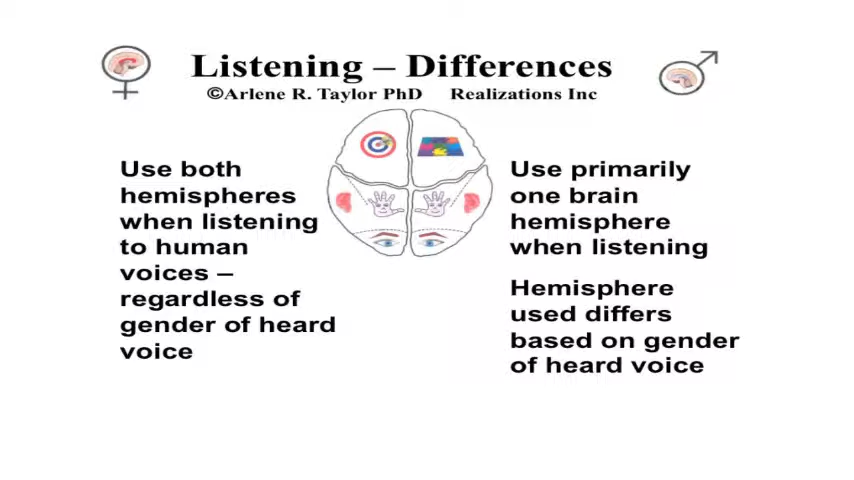 Listening – Differences
©Arlene R. Taylor PhD Realizations Inc
Use both
hemispheres
when listening
to human
voices –
regardless of
gender of heard
voice
Use primarily
one brain
hemisphere
when listening
Hemisphere
used differs
based on gender
of heard voice